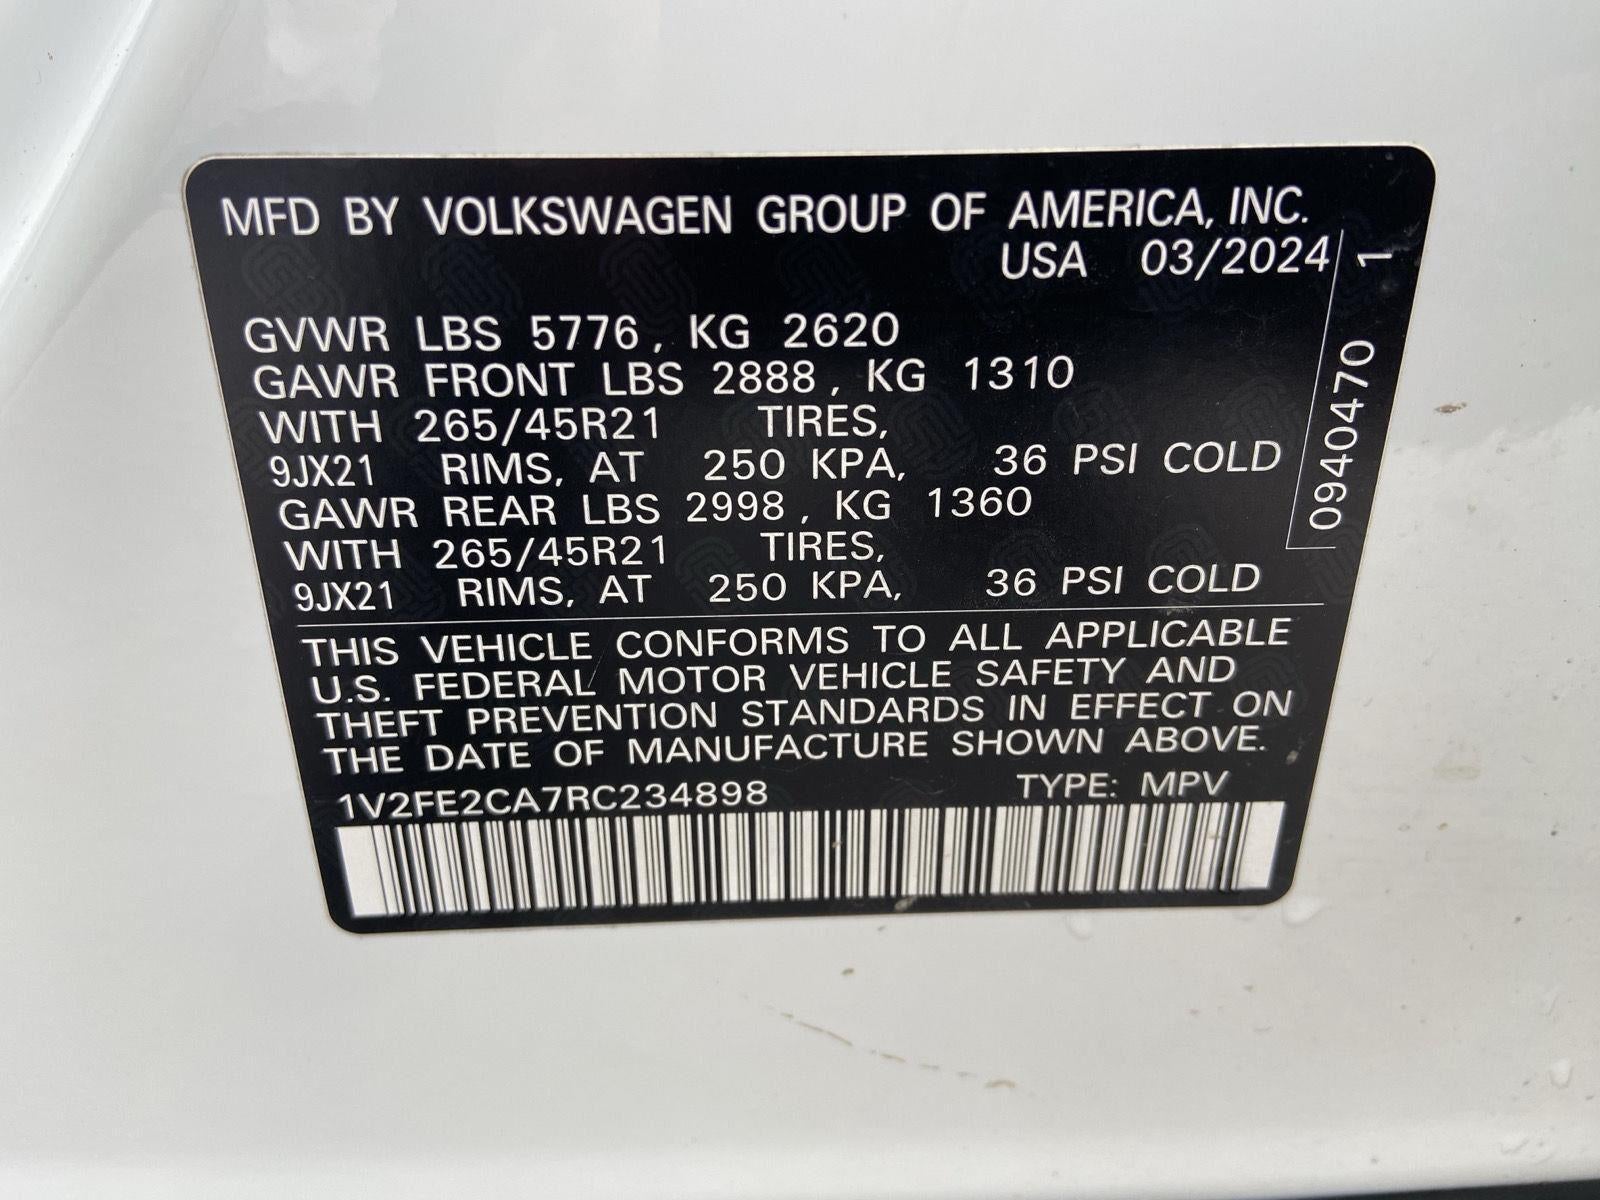 MFD BY VOLKSWAGEN GROUP OF AMERICA, INC.
USA 03/2024
GVWR LBS 5776, KG 2620
GAWR FRONT LBS 2888, KG 1310
WITH 265/45R21 TIRES,
9JX21 RIMS, AT 250 KPA, 36 PSI COLD
GAWR REAR LBS 2998, KG 1360
WITH 265/45R21 TIRES,
9JX21 RIMS, AT 250 KPA, 36 PSI COLD
THIS VEHICLE CONFORMS TO ALL APPLICABLE
U.S. FEDERAL MOTOR VEHICLE SAFETY AND
THEFT PREVENTION STANDARDS IN EFFECT ON
THE DATE OF MANUFACTURE SHOWN ABOVE.
1V2FE2CA7RC234898 TYPE: MPV
0940470 1